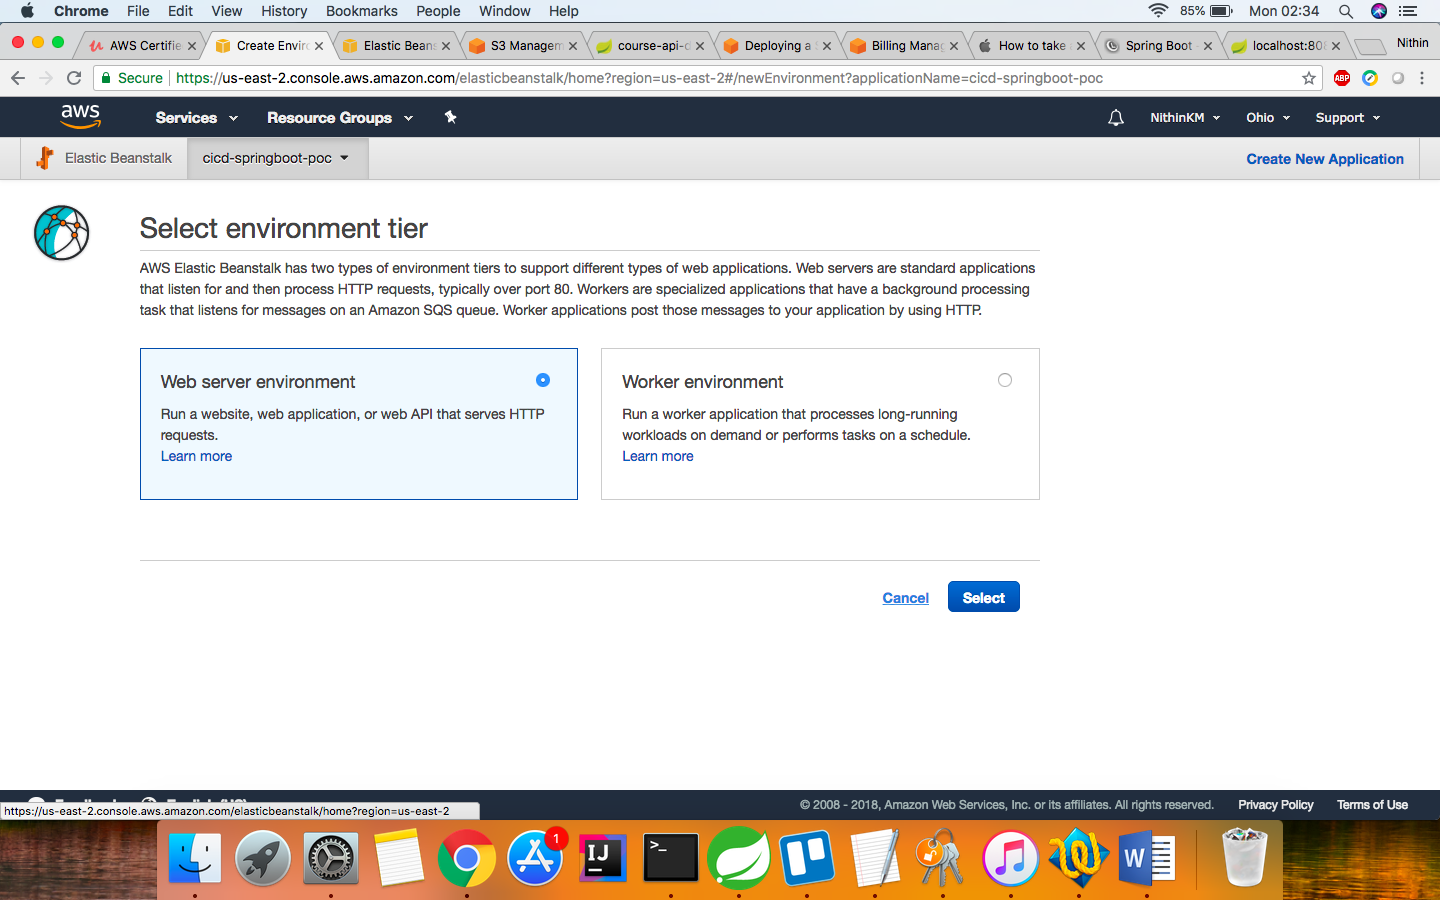 Chrome File Edit View History Bookmarks People Window Help 85% Mon 02:34
AWS Certifie Create Envir Elastic Beans S3 Managem course-api-d Deploying a S Billing Manag How to take Spring Boot localhost:808 Nithin
Secure https://us-east-2.console.aws.amazon.com/elasticbeanstalk/home?region=us-east-2#/newEnvironment?applicationName=cicd-springboot-poc ABP
aws Services Resource Groups NithinKM Ohio Support
Elastic Beanstalk cicd-springboot-poc Create New Application
Select environment tier
AWS Elastic Beanstalk has two types of environment tiers to support different types of web applications. Web servers are standard applications
that listen for and then process HTTP requests, typically over port 80. Workers are specialized applications that have a background processing
task that listens for messages on an Amazon SQS queue. Worker applications post those messages to your application by using HTTP.
Web server environment
Run a website, web application, or web API that serves HTTP
requests.
Learn more
Worker environment
Run a worker application that processes long-running
workloads on demand or performs tasks on a schedule.
Learn more
Cancel Select
https://us-east-2.console.aws.amazon.com/elasticbeanstalk/home?region=us-east-2
© 2008 - 2018, Amazon Web Services, Inc. or its affiliates. All rights reserved. Privacy Policy Terms of Use
1
IJ
>_
W